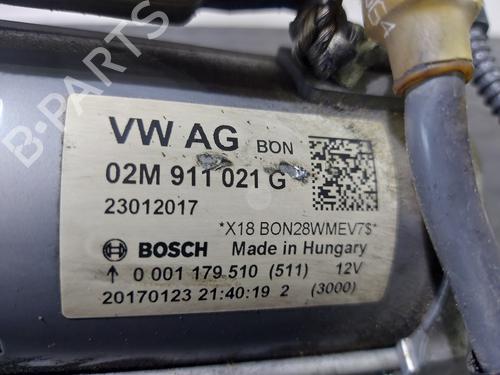 VW AG BON
02M 911 021 G
23012017
*X18 BON28WMEV7$*
BOSCH Made in Hungary
↑ 0 001 179 510 (511) 12V
20170123 21:40:19 2 (3000)
B-PARTS